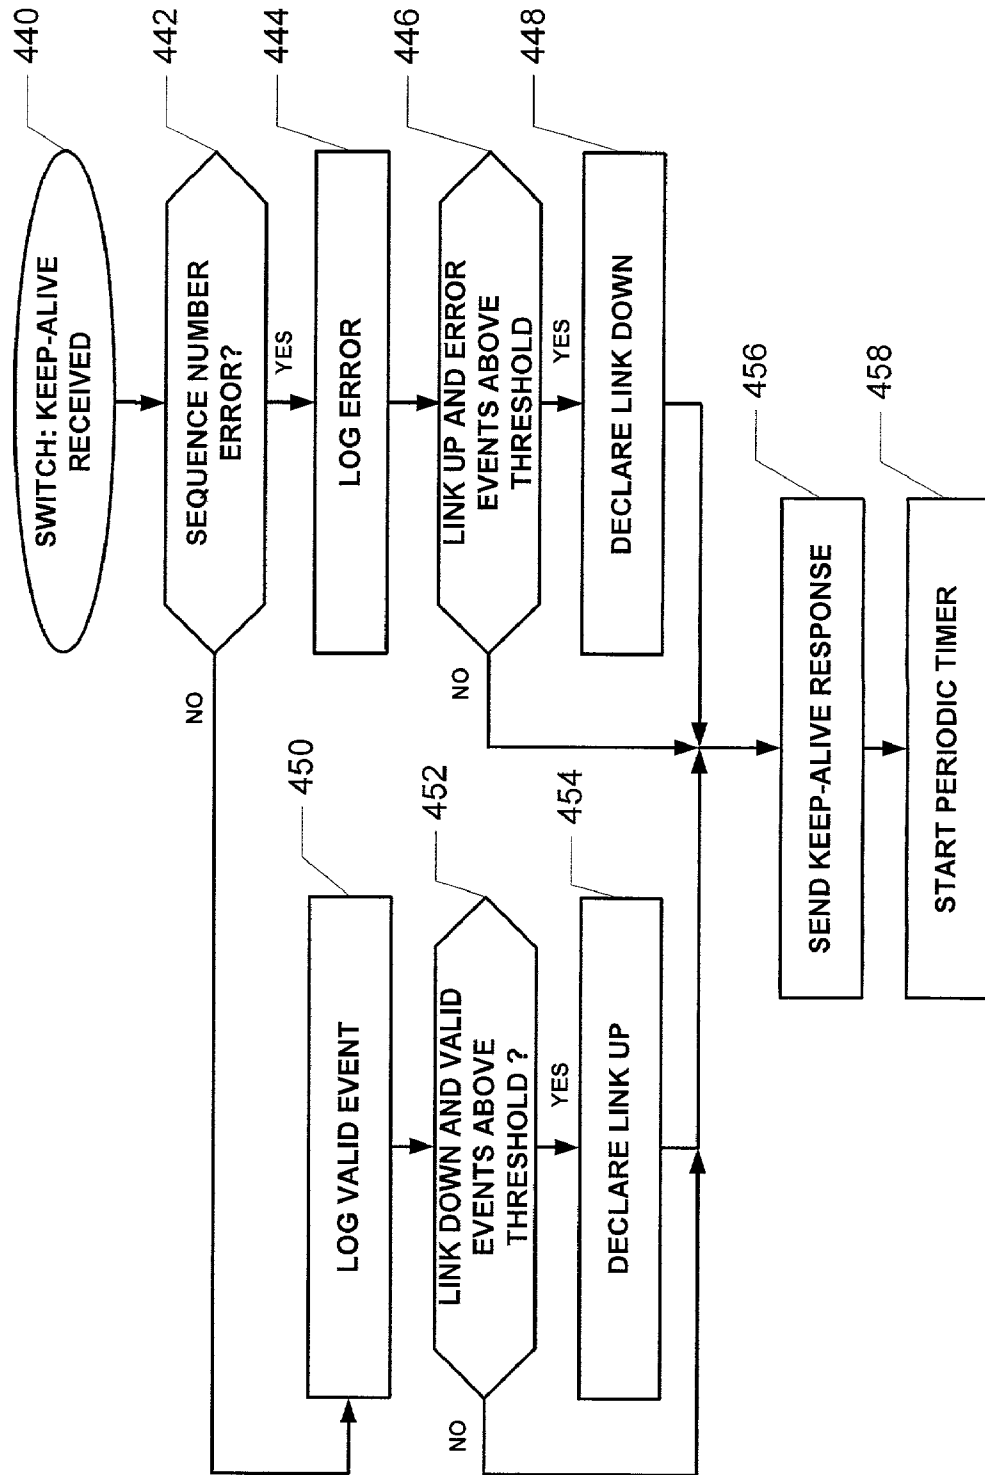 SWITCH: KEEP-ALIVE
RECEIVED
440
SEQUENCE NUMBER
ERROR?
442
YES
NO
LOG ERROR
444
LINK UP AND ERROR
EVENTS ABOVE
THRESHOLD
446
YES
NO
DECLARE LINK DOWN
448
LOG VALID EVENT
450
LINK DOWN AND VALID
EVENTS ABOVE
THRESHOLD ?
452
YES
NO
DECLARE LINK UP
454
SEND KEEP-ALIVE RESPONSE
456
START PERIODIC TIMER
458